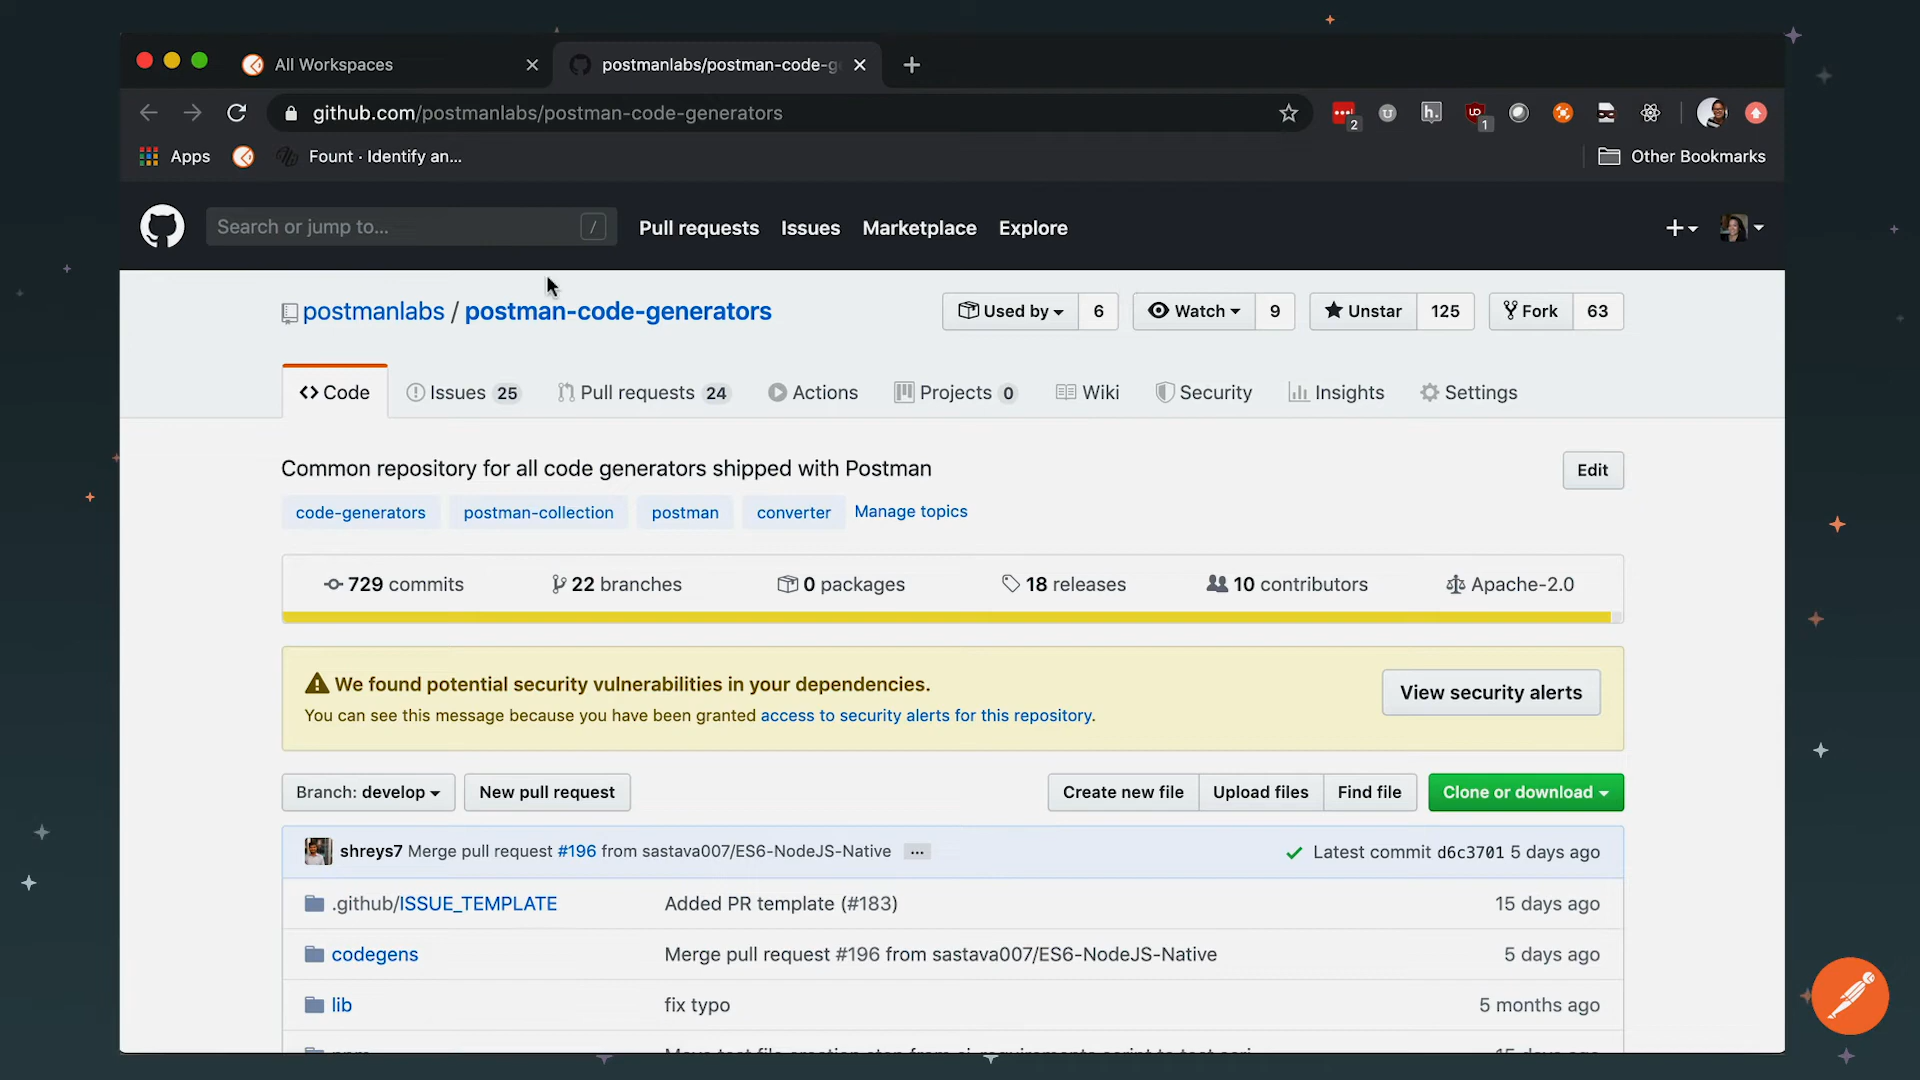 All Workspaces
postmanlabs/postman-code-g
github.com/postmanlabs/postman-code-generators
2
1
Apps
Fount · Identify an...
Other Bookmarks
Search or jump to...
/
Pull requests
Issues
Marketplace
Explore
postmanlabs / postman-code-generators
Used by 6
Watch 9
Unstar 125
Fork 63
Code
Issues 25
Pull requests 24
Actions
Projects 0
Wiki
Security
Insights
Settings
Common repository for all code generators shipped with Postman
Edit
code-generators postman-collection postman converter Manage topics
729 commits
22 branches
0 packages
18 releases
10 contributors
Apache-2.0
We found potential security vulnerabilities in your dependencies.
You can see this message because you have been granted access to security alerts for this repository.
View security alerts
Branch: develop
New pull request
Create new file
Upload files
Find file
Clone or download
shreys7 Merge pull request #196 from sastava007/ES6-NodeJS-Native ...
Latest commit d6c3701 5 days ago
.github/ISSUE_TEMPLATE Added PR template (#183) 15 days ago
codegens Merge pull request #196 from sastava007/ES6-NodeJS-Native 5 days ago
lib fix typo 5 months ago